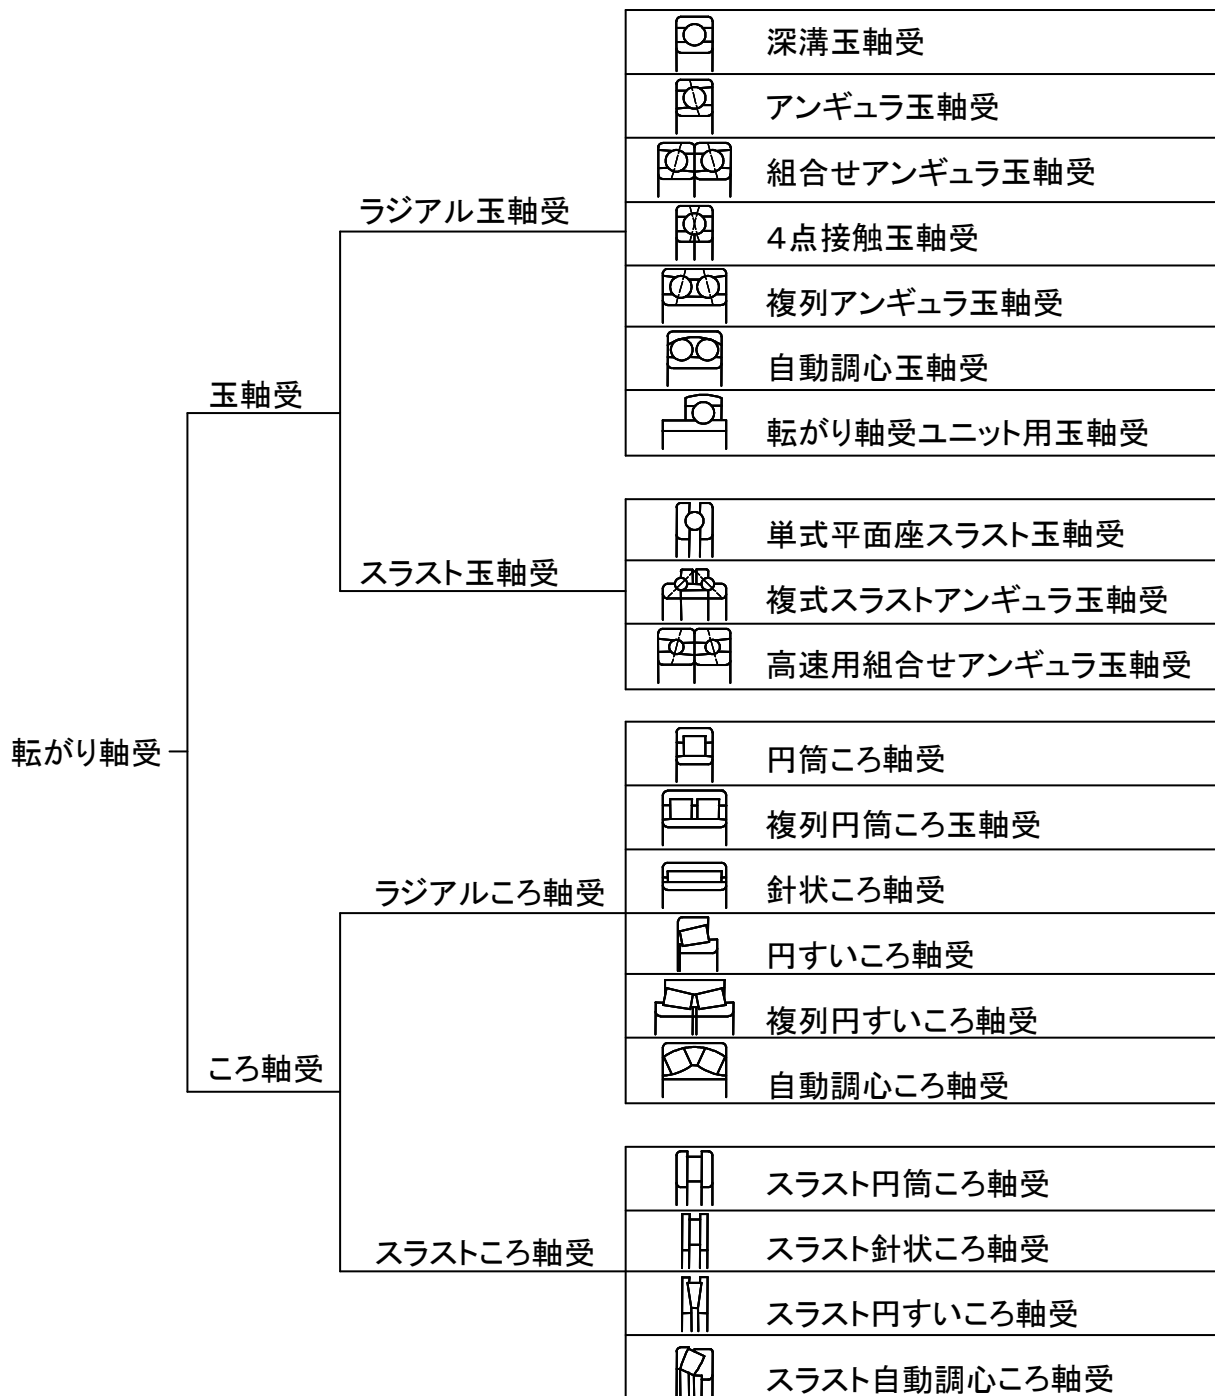 転がり軸受
玉軸受
ラジアル玉軸受
深溝玉軸受
アンギュラ玉軸受
組合せアンギュラ玉軸受
4点接触玉軸受
複列アンギュラ玉軸受
自動調心玉軸受
転がり軸受ユニット用玉軸受
スラスト玉軸受
単式平面座スラスト玉軸受
複式スラストアンギュラ玉軸受
高速用組合せアンギュラ玉軸受
ころ軸受
ラジアルころ軸受
円筒ころ軸受
複列円筒ころ玉軸受
針状ころ軸受
円すいころ軸受
複列円すいころ軸受
自動調心ころ軸受
スラストころ軸受
スラスト円筒ころ軸受
スラスト針状ころ軸受
スラスト円すいころ軸受
スラスト自動調心ころ軸受